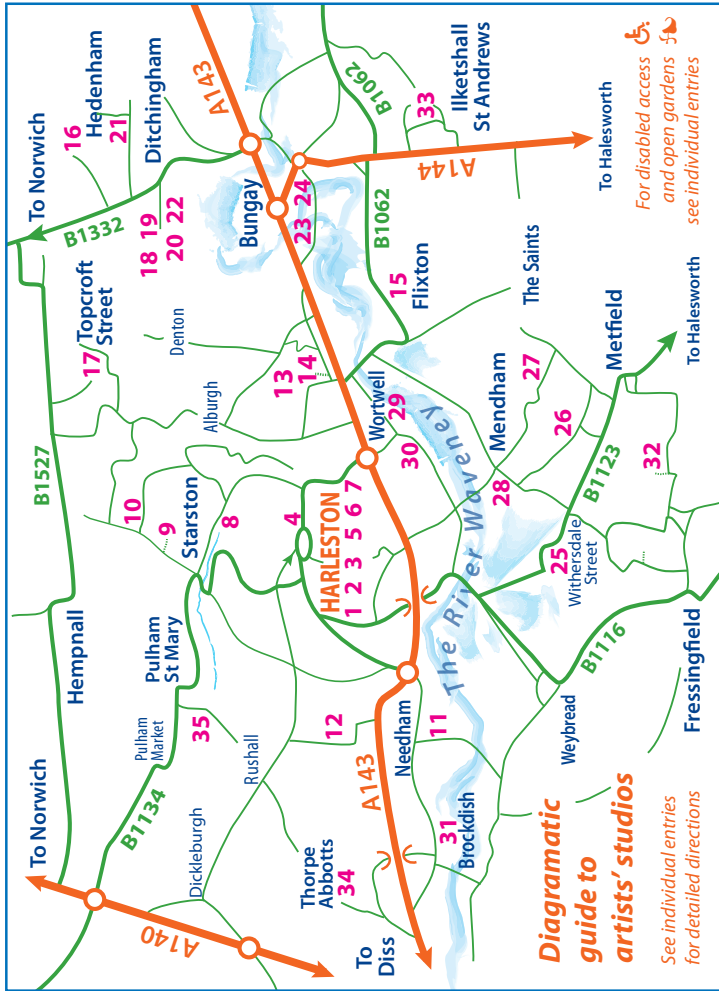 To Norwich
Hempnall
B1527
To Norwich
16
Hedenham
21
Ditchingham
A143
B1332
18 19
20 22
17
Topcroft
Street
Denton
Alburgh
13
14
Bungay
23 24
B1062
B1062
33
Ilketshall
St Andrews
A144
To Halesworth
For disabled access
and open gardens
see individual entries
A140
B1134
Pulham
Market
Pulham
St Mary
35
Rushall
Dickleburgh
10
9
Starston
8
4
HARLESTON
1 2 3 5 6 7
Wortwell
29
30
15
Flixton
The Saints
Thorpe
Abbotts
34
12
To
Diss
A143
Needham
11
31
Brockdish
The River Waveney
28
Mendham
27
26
Metfield
To Halesworth
B1123
32
25
Withersdale
Street
B1116
Weybread
Fressingfield
Diagramatic
guide to
artists' studios
See individual entries
for detailed directions